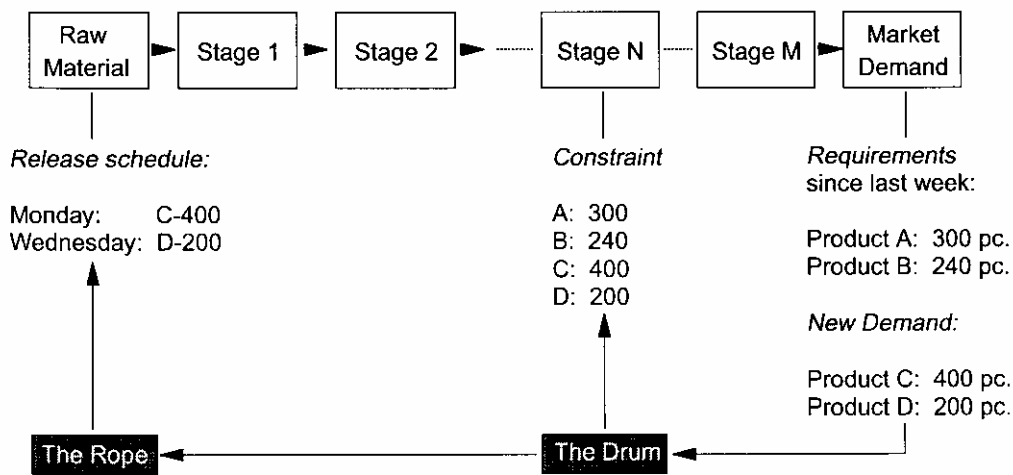 Raw
Material
Stage 1
Stage 2
Stage N
Stage M
Market
Demand
Release schedule:
Monday: C-400
Wednesday: D-200
Constraint
A: 300
B: 240
C: 400
D: 200
Requirements
since last week:
Product A: 300 pc.
Product B: 240 pc.
New Demand:
Product C: 400 pc.
Product D: 200 pc.
The Rope
The Drum